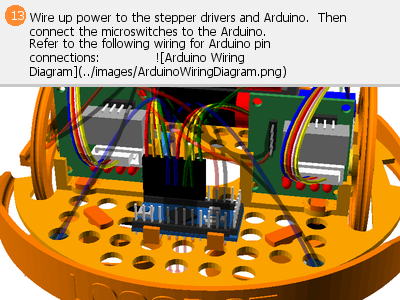 13
Wire up power to the stepper drivers and Arduino.  Then
connect the microswitches to the Arduino.
Refer to the following wiring for Arduino pin
connections:             ![Arduino Wiring
Diagram](../images/ArduinoWiringDiagram.png)